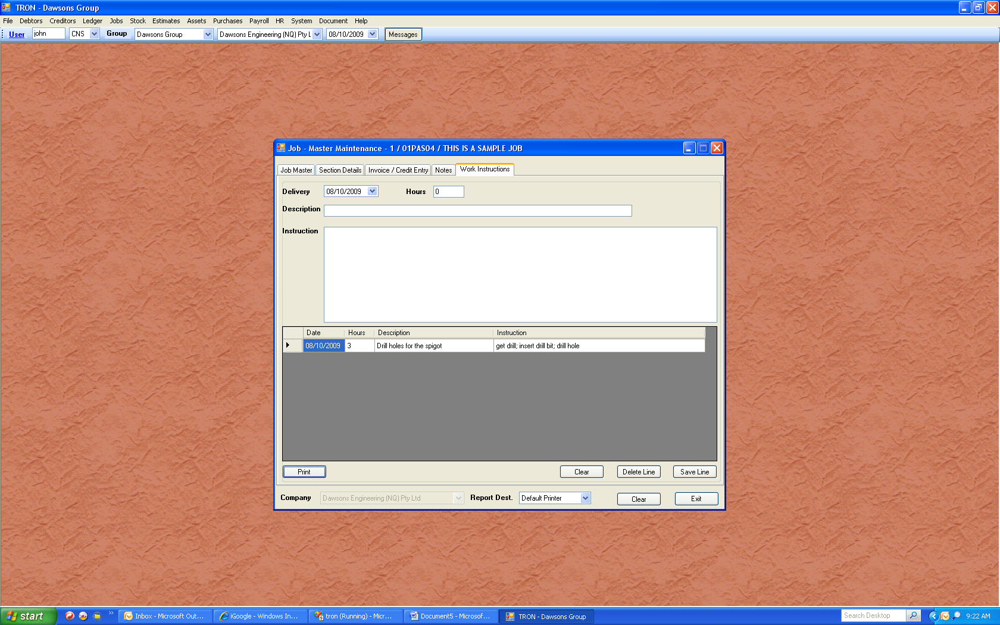 TRON - Dawsons Group
File Debtors Creditors Ledger Jobs Stock Estimates Assets Purchases Payroll HR System Document Help
User john CNS Group Dawsons Group Dawsons Engineering (NQ) Pty L 08/10/2009 Messages
Job - Master Maintenance - 1 / 01PAS04 / THIS IS A SAMPLE JOB
Job Master Section Details Invoice / Credit Entry Notes Work Instructions
Delivery 08/10/2009 Hours 0
Description
Instruction
Date Hours Description Instruction
08/10/2009 3 Drill holes for the spigot get drill; insert drill bit; drill hole
Print Clear Delete Line Save Line
Company Dawsons Engineering (NQ) Pty Ltd Report Dest. Default Printer Clear Exit
start Inbox - Microsoft Out... iGoogle - Windows In... tron (Running) - Micr... Document5 - Microsof... TRON - Dawsons Group Search Desktop 9:22 AM